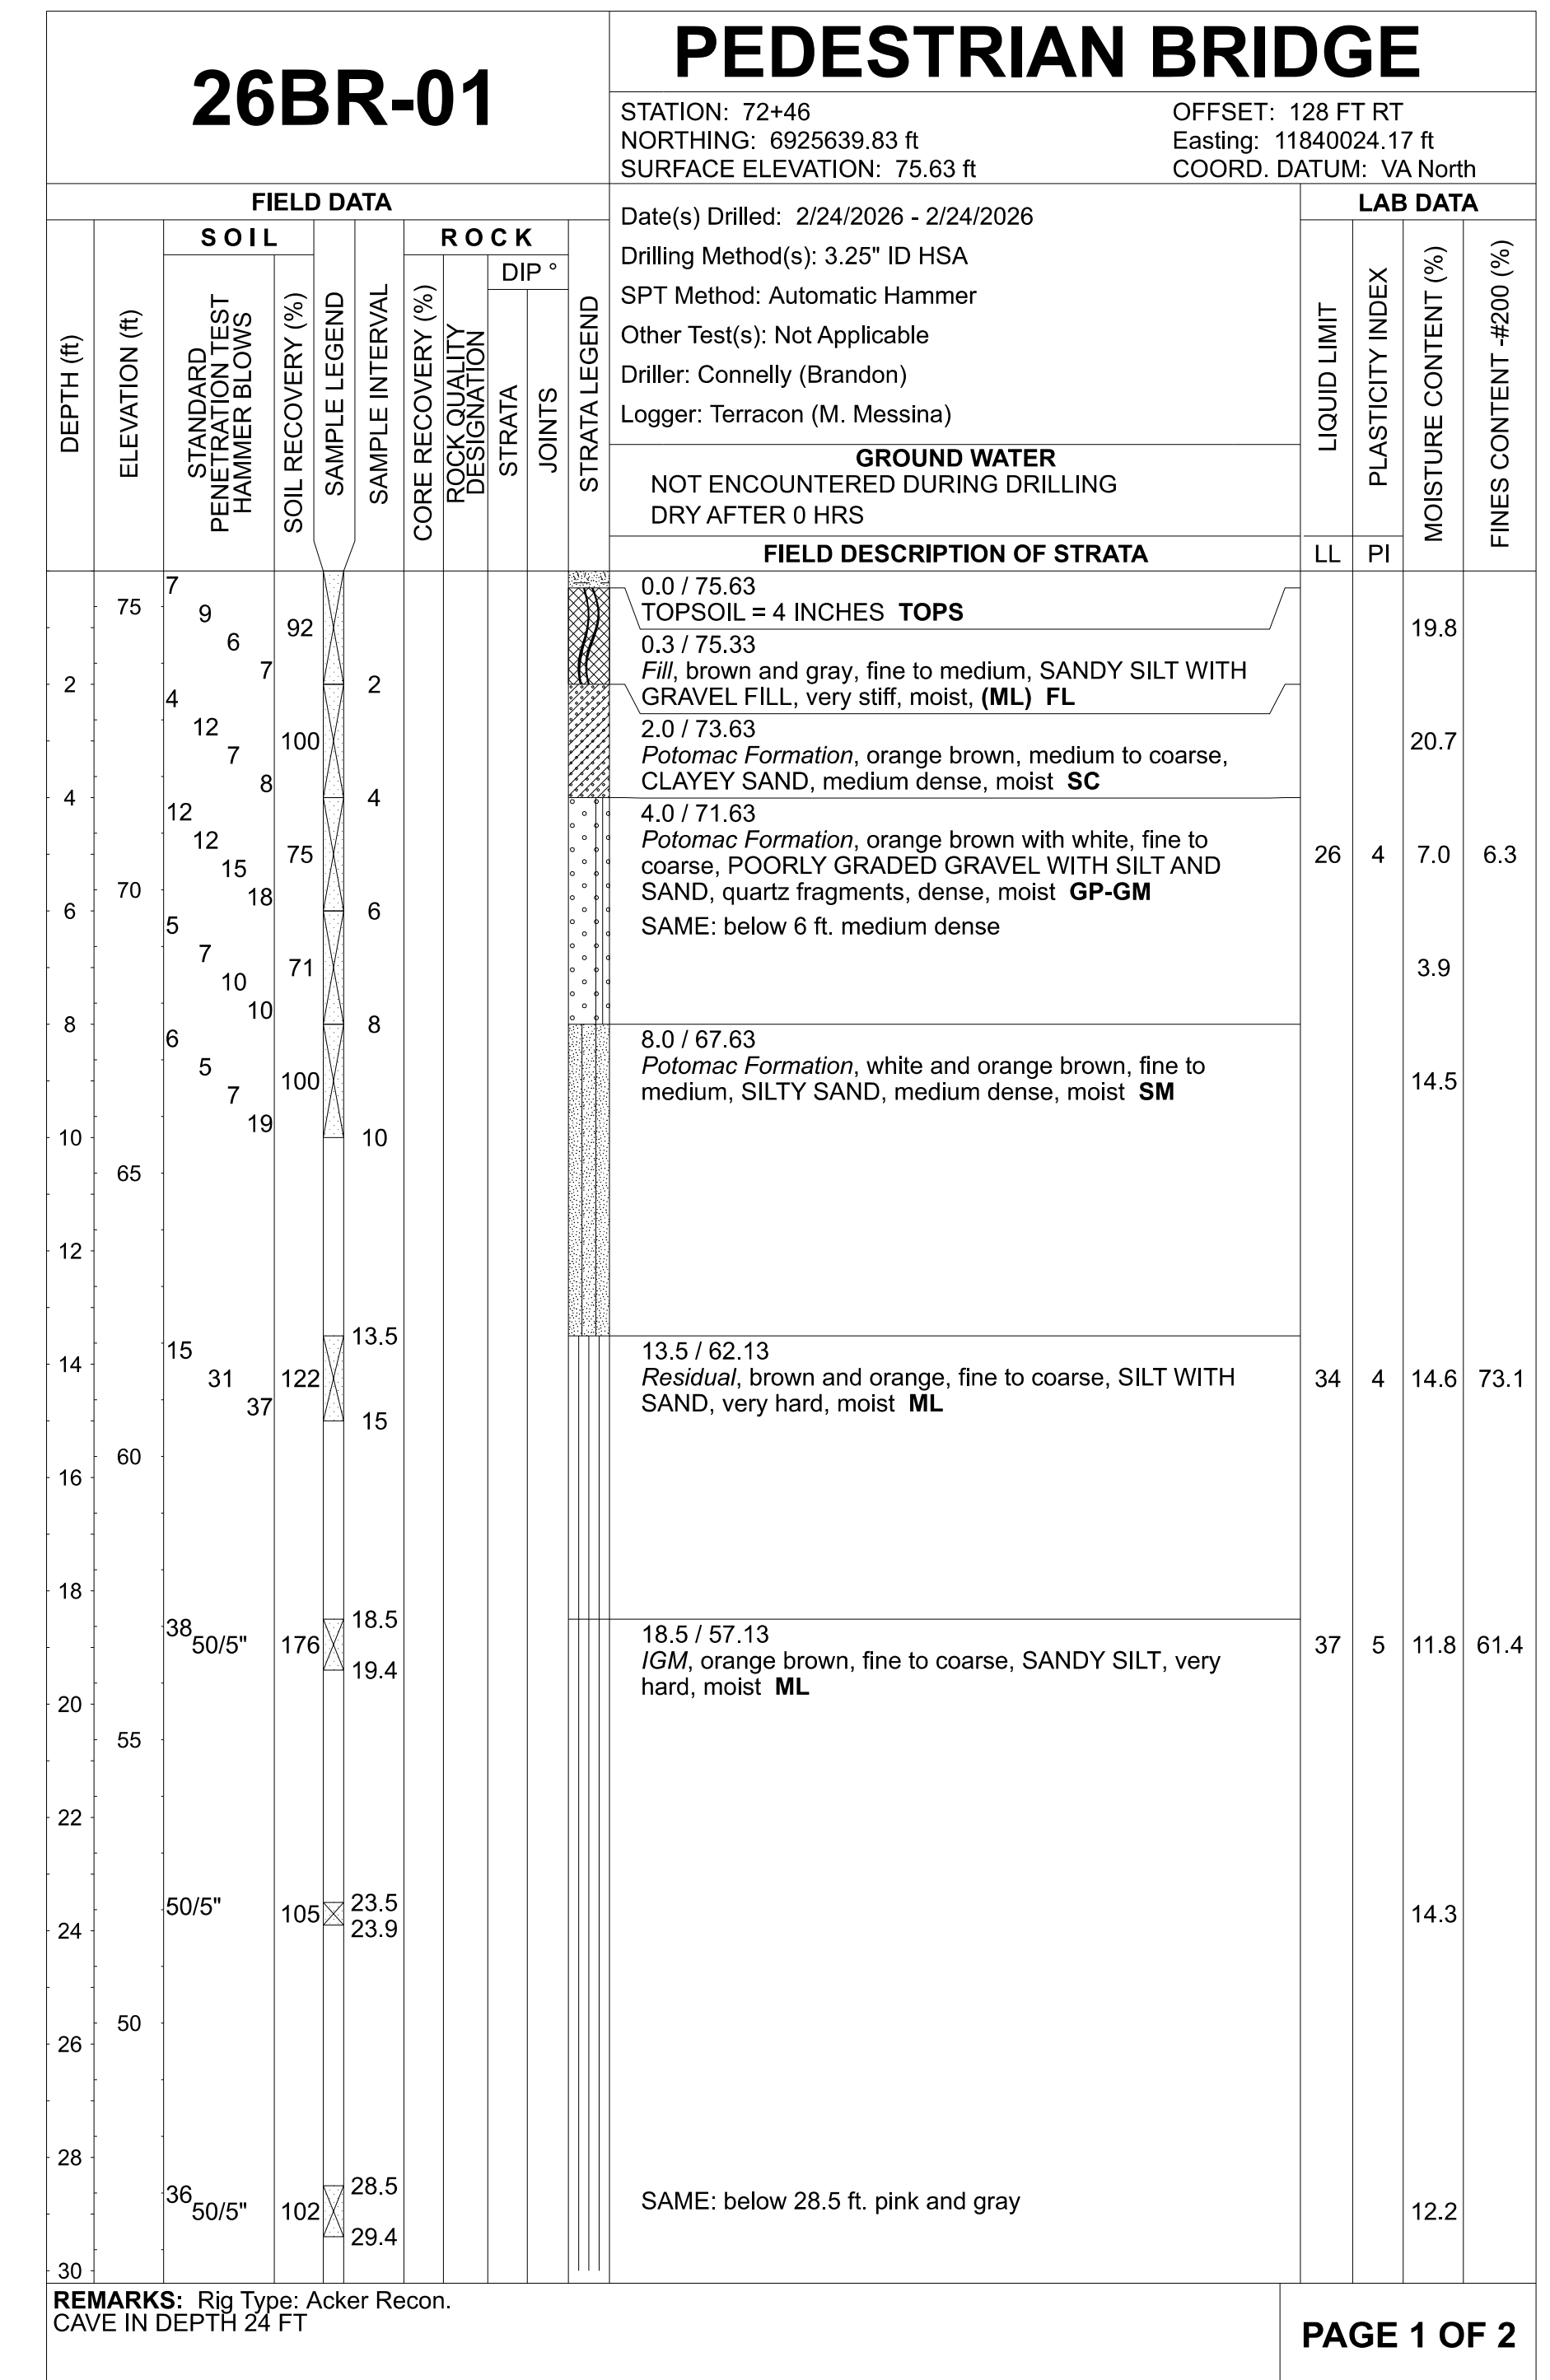 26BR-01
PEDESTRIAN BRIDGE
STATION: 72+46
OFFSET: 128 FT RT
NORTHING: 6925639.83 ft
Easting: 11840024.17 ft
SURFACE ELEVATION: 75.63 ft
COORD. DATUM: VA North
FIELD DATA
LAB DATA
SOIL
ROCK
DIP °
DEPTH (ft)
ELEVATION (ft)
STANDARD
PENETRATION TEST
HAMMER BLOWS
SOIL RECOVERY (%)
SAMPLE LEGEND
SAMPLE INTERVAL
CORE RECOVERY (%)
ROCK QUALITY
DESIGNATION
STRATA
JOINTS
STRATA LEGEND
Date(s) Drilled: 2/24/2026 - 2/24/2026
Drilling Method(s): 3.25" ID HSA
SPT Method: Automatic Hammer
Other Test(s): Not Applicable
Driller: Connelly (Brandon)
Logger: Terracon (M. Messina)
GROUND WATER
NOT ENCOUNTERED DURING DRILLING
DRY AFTER 0 HRS
FIELD DESCRIPTION OF STRATA
LIQUID LIMIT
PLASTICITY INDEX
MOISTURE CONTENT (%)
FINES CONTENT -#200 (%)
LL
PI
7
0.0 / 75.63
75
9
TOPSOIL = 4 INCHES TOPS
92
19.8
6
0.3 / 75.33
7
Fill, brown and gray, fine to medium, SANDY SILT WITH
2
2
4
GRAVEL FILL, very stiff, moist, (ML) FL
12
2.0 / 73.63
100
20.7
7
Potomac Formation, orange brown, medium to coarse,
8
CLAYEY SAND, medium dense, moist SC
4
4
12
4.0 / 71.63
12
Potomac Formation, orange brown with white, fine to
75
26
4
7.0
6.3
15
coarse, POORLY GRADED GRAVEL WITH SILT AND
70
18
SAND, quartz fragments, dense, moist GP-GM
6
6
5
SAME: below 6 ft. medium dense
7
71
3.9
10
10
8
8
6
8.0 / 67.63
5
Potomac Formation, white and orange brown, fine to
100
14.5
7
medium, SILTY SAND, medium dense, moist SM
19
10
10
65
12
13.5
15
13.5 / 62.13
14
31
122
Residual, brown and orange, fine to coarse, SILT WITH
34
4
14.6
73.1
37
SAND, very hard, moist ML
15
60
16
18
18.5
38
18.5 / 57.13
50/5"
176
37
5
11.8
61.4
IGM, orange brown, fine to coarse, SANDY SILT, very
19.4
hard, moist ML
20
55
22
50/5"
23.5
105
14.3
23.9
24
50
26
28
28.5
36
SAME: below 28.5 ft. pink and gray
50/5"
102
12.2
29.4
30
REMARKS: Rig Type: Acker Recon.
CAVE IN DEPTH 24 FT
PAGE 1 OF 2